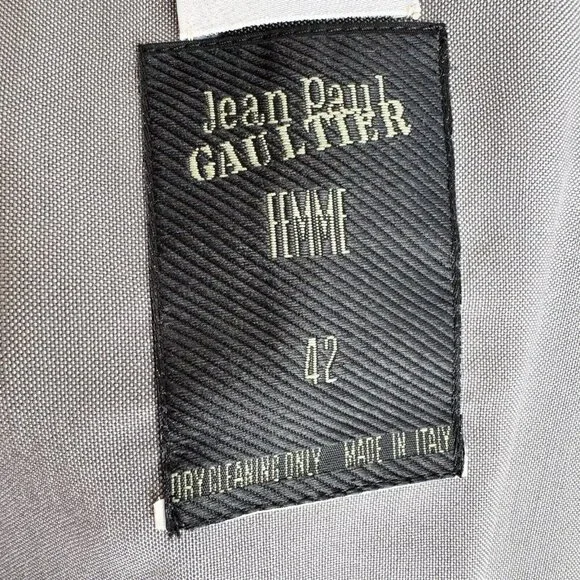 Jean Paul
GAULTIER
FEMME
42
DRY CLEANING ONLY MADE IN ITALY